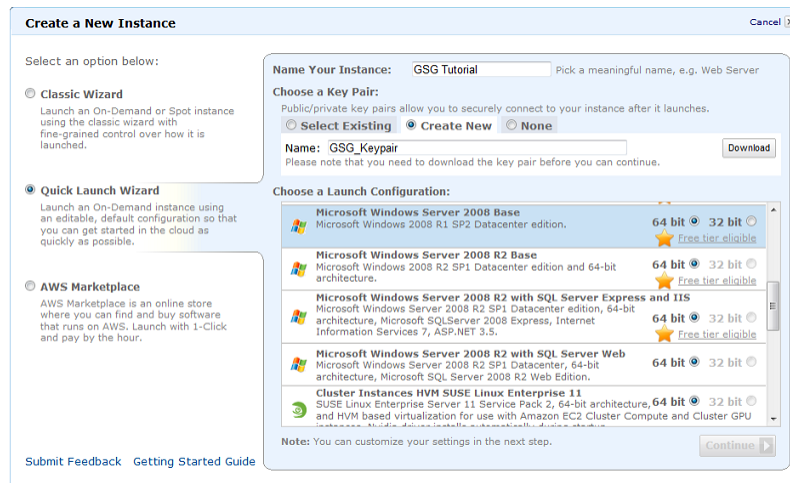 Create a New Instance
Cancel
Select an option below:
Classic Wizard
Launch an On-Demand or Spot instance
using the classic wizard with
fine-grained control over how it is
launched.
Quick Launch Wizard
Launch an On-Demand instance using
an editable, default configuration so that
you can get started in the cloud as
quickly as possible.
AWS Marketplace
AWS Marketplace is an online store
where you can find and buy software
that runs on AWS. Launch with 1-Click
and pay by the hour.
Submit Feedback Getting Started Guide
Name Your Instance: GSG Tutorial Pick a meaningful name, e.g. Web Server
Choose a Key Pair:
Public/private key pairs allow you to securely connect to your instance after it launches.
Select Existing Create New None
Name: GSG_Keypair Download
Please note that you need to download the key pair before you can continue.
Choose a Launch Configuration:
Microsoft Windows Server 2008 Base
Microsoft Windows 2008 R1 SP2 Datacenter edition.
64 bit 32 bit
Free tier eligible
Microsoft Windows Server 2008 R2 Base
Microsoft Windows 2008 R2 SP1 Datacenter edition and 64-bit
architecture.
64 bit 32 bit
Free tier eligible
Microsoft Windows Server 2008 R2 with SQL Server Express and IIS
Microsoft Windows 2008 R2 SP1 Datacenter edition, 64-bit
architecture, Microsoft SQLServer 2008 Express, Internet
Information Services 7, ASP.NET 3.5.
64 bit 32 bit
Free tier eligible
Microsoft Windows Server 2008 R2 with SQL Server Web
Microsoft Windows 2008 R2 SP1 Datacenter, 64-bit
architecture, Microsoft SQL Server 2008 R2 Web Edition.
64 bit 32 bit
Cluster Instances HVM SUSE Linux Enterprise 11
SUSE Linux Enterprise Server 11 Service Pack 2, 64-bit architecture,
and HVM based virtualization for use with Amazon EC2 Cluster Compute and Cluster GPU
instances. Nvidia driver installs automatically during startup.
64 bit 32 bit
Note: You can customize your settings in the next step.
Continue